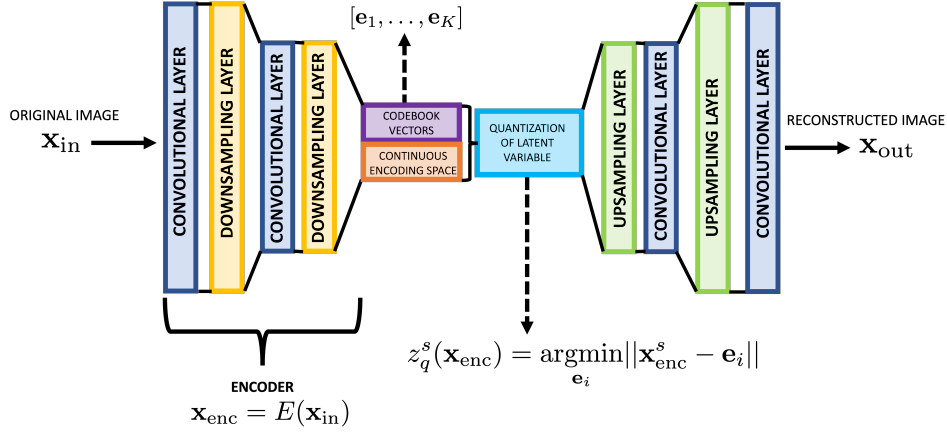 [e₁, . . . , e_K]
ORIGINAL IMAGE
x_in
CONVOLUTIONAL LAYER
DOWNSAMPLING LAYER
CONVOLUTIONAL LAYER
DOWNSAMPLING LAYER
CODEBOOK
VECTORS
CONTINUOUS
ENCODING SPACE
QUANTIZATION
OF LATENT
VARIABLE
UPSAMPLING LAYER
CONVOLUTIONAL LAYER
UPSAMPLING LAYER
CONVOLUTIONAL LAYER
RECONSTRUCTED IMAGE
x_out
z_q^s(x_enc) = argmin_{e_i} ||x_enc^s − e_i||
ENCODER
x_enc = E(x_in)